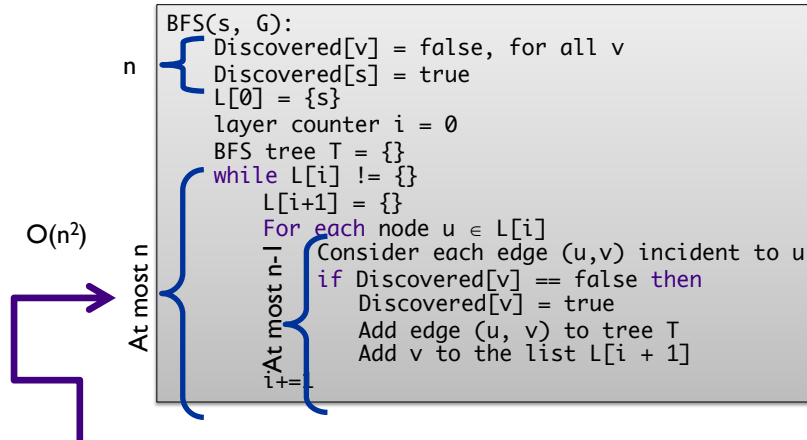 BFS(s, G):
Discovered[v] = false, for all v
n
Discovered[s] = true
L[0] = {s}
layer counter i = 0
BFS tree T = {}
while L[i] != {}
L[i+1] = {}
For each node u ∈ L[i]
O(n²)
At most n
At most n-1
Consider each edge (u,v) incident to u
if Discovered[v] == false then
Discovered[v] = true
Add edge (u, v) to tree T
Add v to the list L[i + 1]
i+=1